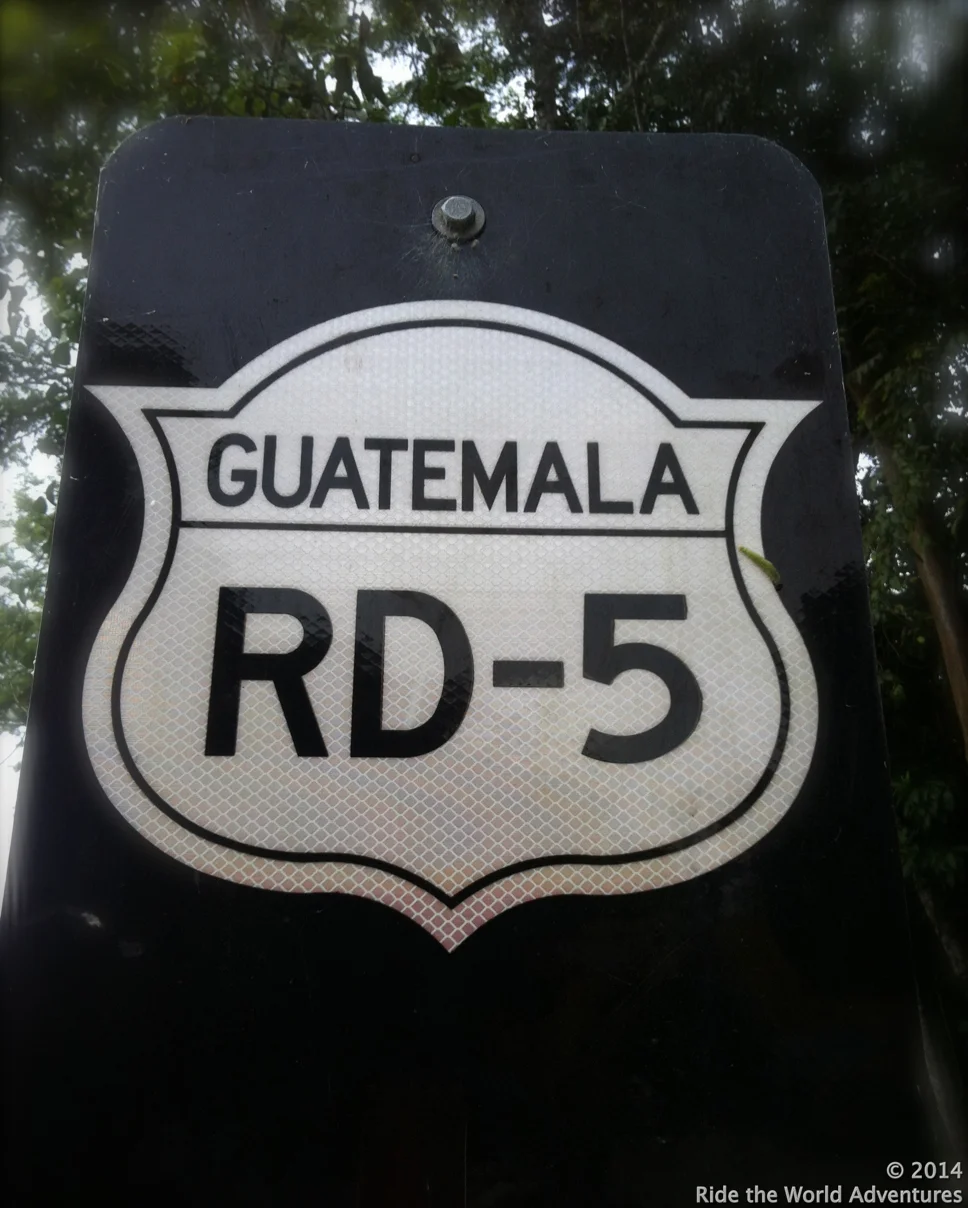 GUATEMALA
RD-5
© 2014
Ride the World Adventures